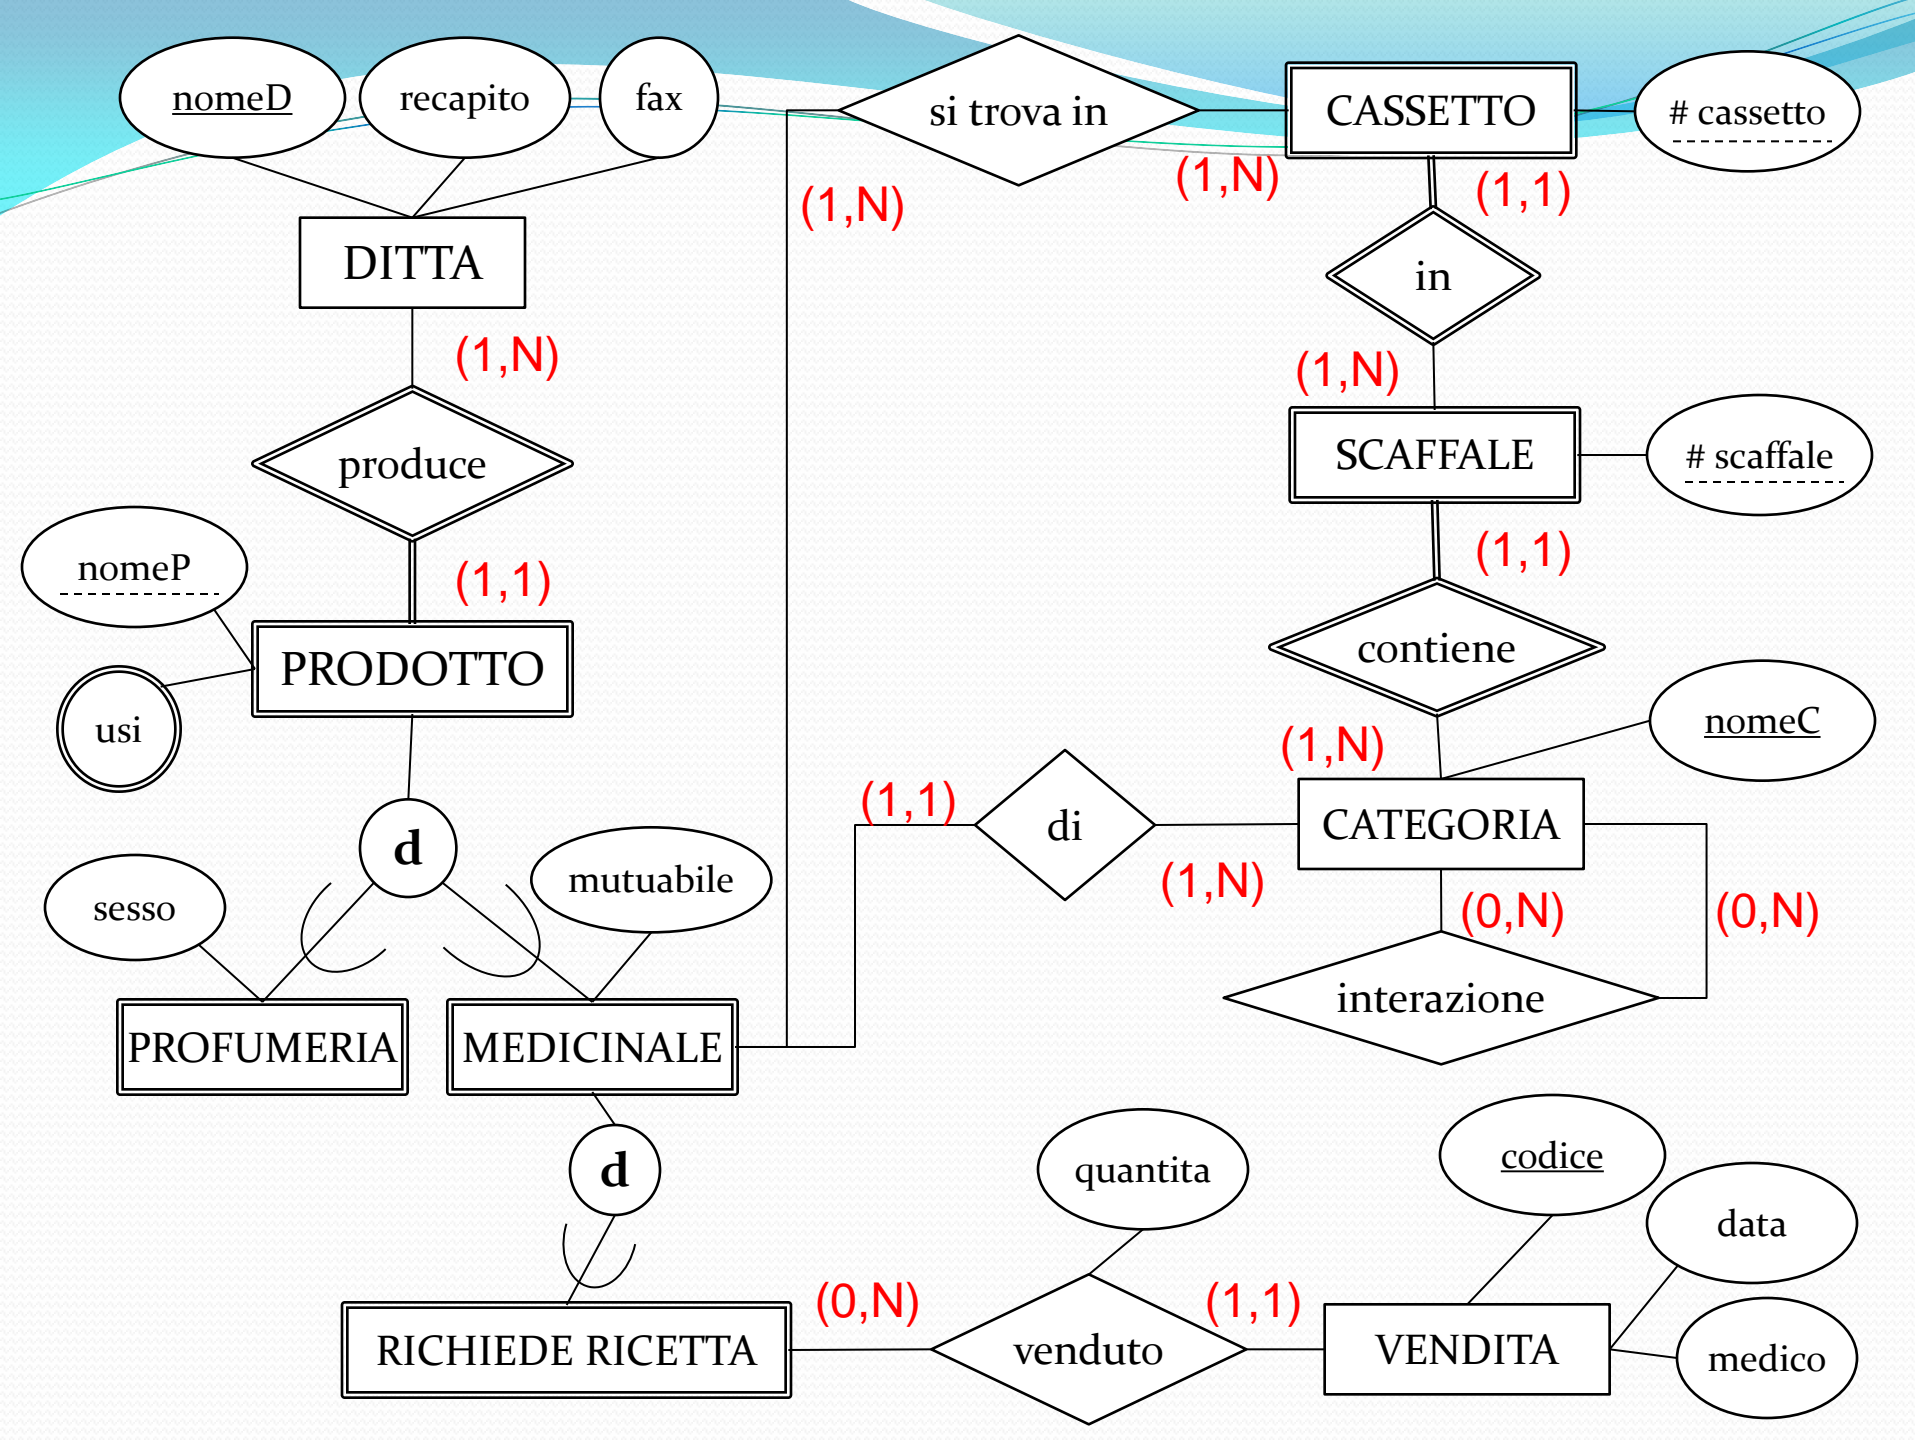 nomeD
recapito
fax
si trova in
CASSETTO
# cassetto
(1,N)
(1,N)
(1,1)
DITTA
in
(1,N)
(1,N)
produce
SCAFFALE
# scaffale
nomeP
(1,1)
(1,1)
PRODOTTO
contiene
usi
nomeC
(1,N)
(1,1)
di
CATEGORIA
d
mutuabile
(1,N)
sesso
(0,N)
(0,N)
interazione
PROFUMERIA
MEDICINALE
d
quantita
codice
data
(0,N)
(1,1)
RICHIEDE RICETTA
venduto
VENDITA
medico